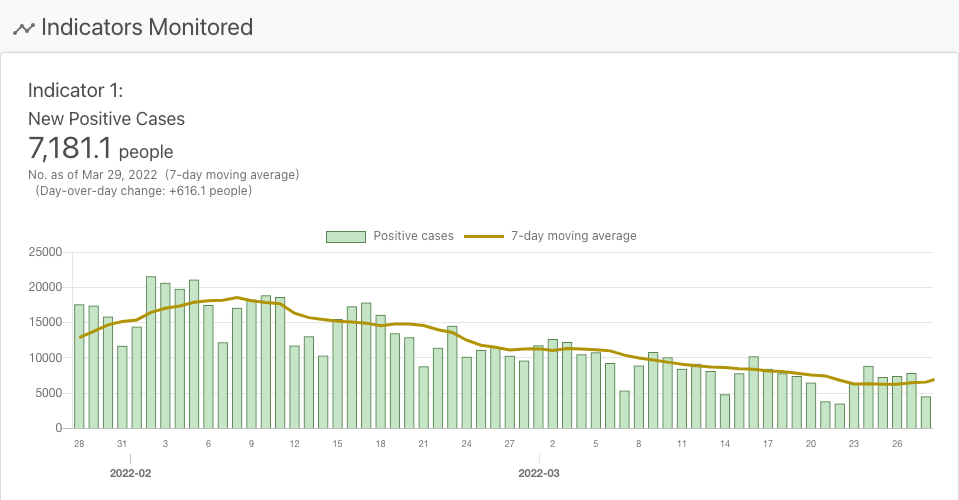 Indicators Monitored
Indicator 1:
New Positive Cases
7,181.1 people
No. as of Mar 29, 2022 (7-day moving average)
(Day-over-day change: +616.1 people)
Positive cases 7-day moving average
25000
20000
15000
10000
5000
0
28 31 3 6 9 12 15 18 21 24 27 2 5 8 11 14 17 20 23 26
2022-02 2022-03